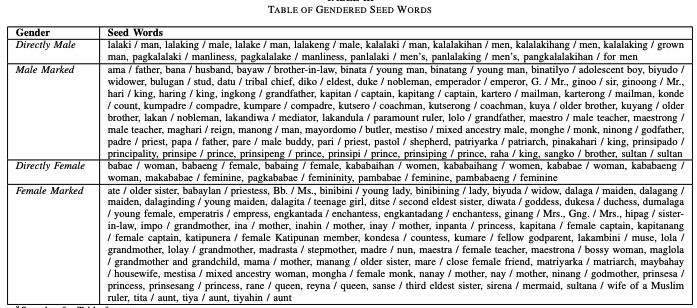 TABLE OF GENDERED SEED WORDS
Gender Seed Words
Directly Male lalaki / man, lalaking / male, lalake / man, lalakeng / male, kalalaki / man, kalalakihan / men, kalalakihang / men, kalalaking / grown
man, pagkalalaki / manliness, pagkalalake / manliness, panlalaki / men's, panlalaking / men's, pangkalalakihan / for men
Male Marked ama / father, bana / husband, bayaw / brother-in-law, binata / young man, binatang / young man, binatilyo / adolescent boy, biyudo /
widower, bulugan / stud, datu / tribal chief, diko / eldest, duke / nobleman, emperador / emperor, G. / Mr., ginoo / sir, ginoong / Mr.,
hari / king, haring / king, ingkong / grandfather, kapitan / captain, kapitang / captain, kartero / mailman, karterong / mailman, konde
/ count, kumpadre / compadre, kumpare / compadre, kutsero / coachman, kutserong / coachman, kuya / older brother, kuyang / older
brother, lakan / nobleman, lakandiwa / mediator, lakandula / paramount ruler, lolo / grandfather, maestro / male teacher, maestrong /
male teacher, maghari / reign, manong / man, mayordomo / butler, mestiso / mixed ancestry male, monghe / monk, ninong / godfather,
padre / priest, papa / father, pare / male buddy, pari / priest, pastol / shepherd, patriyarka / patriarch, pinakahari / king, prinsipado /
principality, prinsipe / prince, prinsipeng / prince, prinsipi / prince, prinsiping / prince, raha / king, sangko / brother, sultan / sultan
Directly Female babae / woman, babaeng / female, babaing / female, kababaihan / women, kababaihang / women, kababae / woman, kababaeng /
woman, makababae / feminine, pagkababae / femininity, pambabae / feminine, pambabaeng / feminine
Female Marked ate / older sister, babaylan / priestess, Bb. / Ms., binibini / young lady, binibining / lady, biyuda / widow, dalaga / maiden, dalagang /
maiden, dalaginding / young maiden, dalagita / teenage girl, ditse / second eldest sister, diwata / goddess, dukesa / duchess, dumalaga
/ young female, emperatris / empress, engkantada / enchantess, engkantadang / enchantess, ginang / Mrs., Gng. / Mrs., hipag / sister-
in-law, impo / grandmother, ina / mother, inahin / mother, inay / mother, inpanta / princess, kapitana / female captain, kapitanang
/ female captain, katipunera / female Katipunan member, kondesa / countess, kumare / fellow godparent, lakambini / muse, lola /
grandmother, lolay / grandmother, madrasta / stepmother, madre / nun, maestra / female teacher, maestrona / bossy woman, maglola
/ grandmother and grandchild, mama / mother, manang / older sister, mare / close female friend, matriyarka / matriarch, maybahay
/ housewife, mestisa / mixed ancestry woman, mongha / female monk, nanay / mother, nay / mother, ninang / godmother, prinsesa /
princess, prinsesang / princess, rane / queen, reyna / queen, sanse / third eldest sister, sirena / mermaid, sultana / wife of a Muslim
ruler, tita / aunt, tiya / aunt, tiyahin / aunt